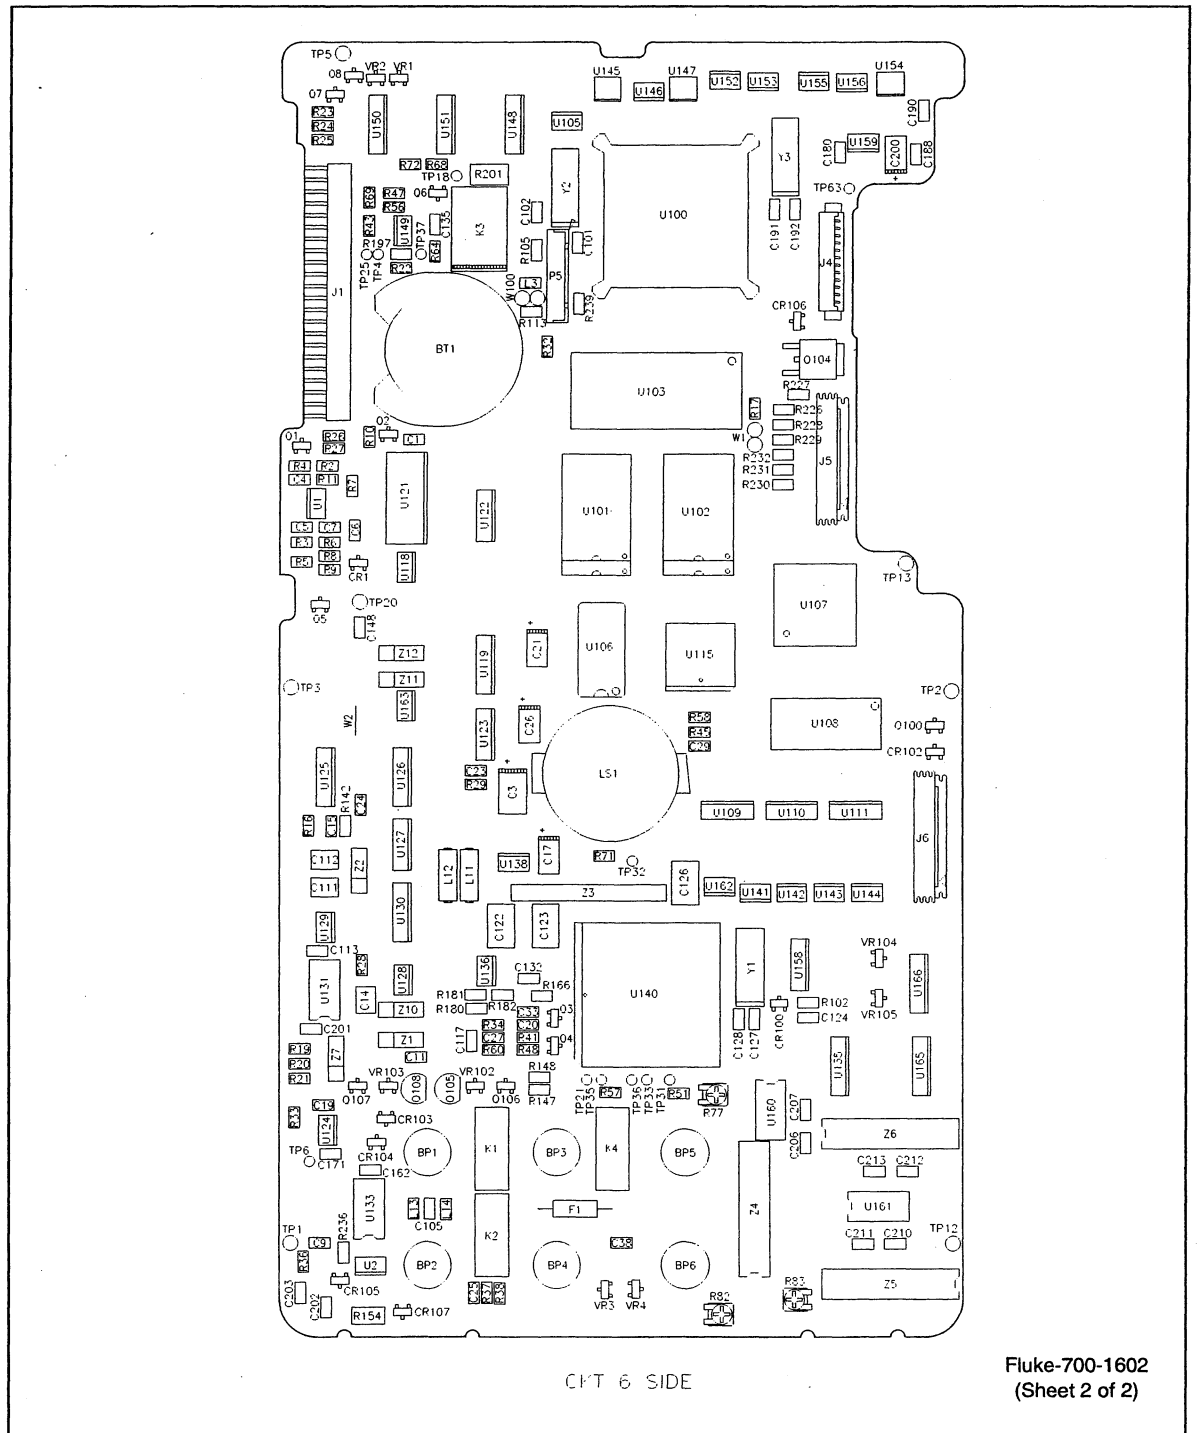 TP5
Q8 VR2 VR1
Q7
R23
R24
R25
U150
U151
U148
U105
U145
U146
U147
U152
U153
U155
U156
U154
C190
C180
U159
C200
+
C188
TP63
Y3
C191
C192
R72
R68
TP18
R201
Q6
R69
R47
R56
R43
U149
TP37
C135
R64
R197
TP25
TP4
R22
K3
C102
R105
Y2
C101
P5
L3
W100
R113
R239
U100
J4
CR106
J1
BT1
R32
U103
Q104
R227
R17
R226
R228
W1
R229
R232
R231
R230
J5
Q1
R26
R27
R10
Q2
C1
R4
R2
C4
R11
R7
U1
U121
U122
U101
U102
C5
C7
C6
R3
R6
R8
R5
R9
CR1
U118
TP13
U107
Q5
TP20
C148
Z12
Z11
U163
U119
+
C21
U106
U115
TP3
TP2
W2
U123
+
C26
R58
R45
C29
U108
Q100
CR102
U125
U126
C23
R29
+
C3
LS1
R142
C24
R16
C15
U127
U109
U110
U111
J6
C112
C111
Z2
L12
L11
U138
+
C17
R71
TP32
Z3
C126
U162
U141
U142
U143
U144
U129
U130
C122
C123
C113
R28
U131
U128
C14
U136
C132
R166
R181
R182
R180
U140
Y1
U158
VR104
U166
R102
C124
VR105
C128
C127
CR100
C201
Z10
Z1
C11
C117
R34
C27
R60
C33
C20
R41
R48
Q3
Q4
R19
R20
R21
Z7
VR103
Q108
Q105
VR102
Q107
Q106
R148
R147
TP21
TP35
R57
TP36
TP33
TP31
R51
R77
U135
U165
U160
C207
C206
R33
C19
U124
CR103
CR104
TP6
C171
C162
BP1
K1
BP3
K4
BP5
Z6
C213
C212
U133
L13
C105
L14
K2
F1
Z4
U161
TP1
C9
R236
R36
U2
BP2
BP4
C38
BP6
C211
C210
TP12
Z5
C203
C202
CR105
R154
CR107
C25
R37
R38
VR3
VR4
R82
R83
6 SIDE
Fluke-700-1602
(Sheet 2 of 2)